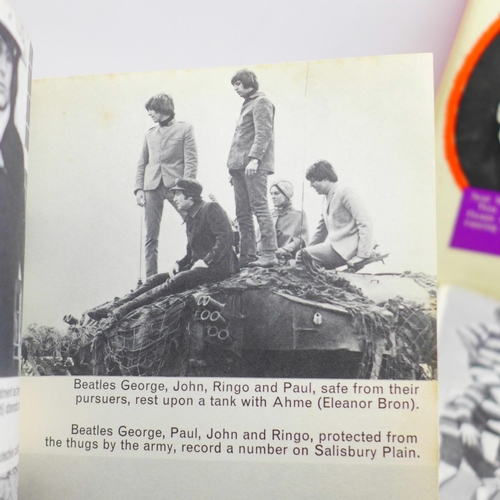 Beatles George, John, Ringo and Paul, safe from their
pursuers, rest upon a tank with Ahme (Eleanor Bron).
Beatles George, Paul, John and Ringo, protected from
the thugs by the army, record a number on Salisbury Plain.